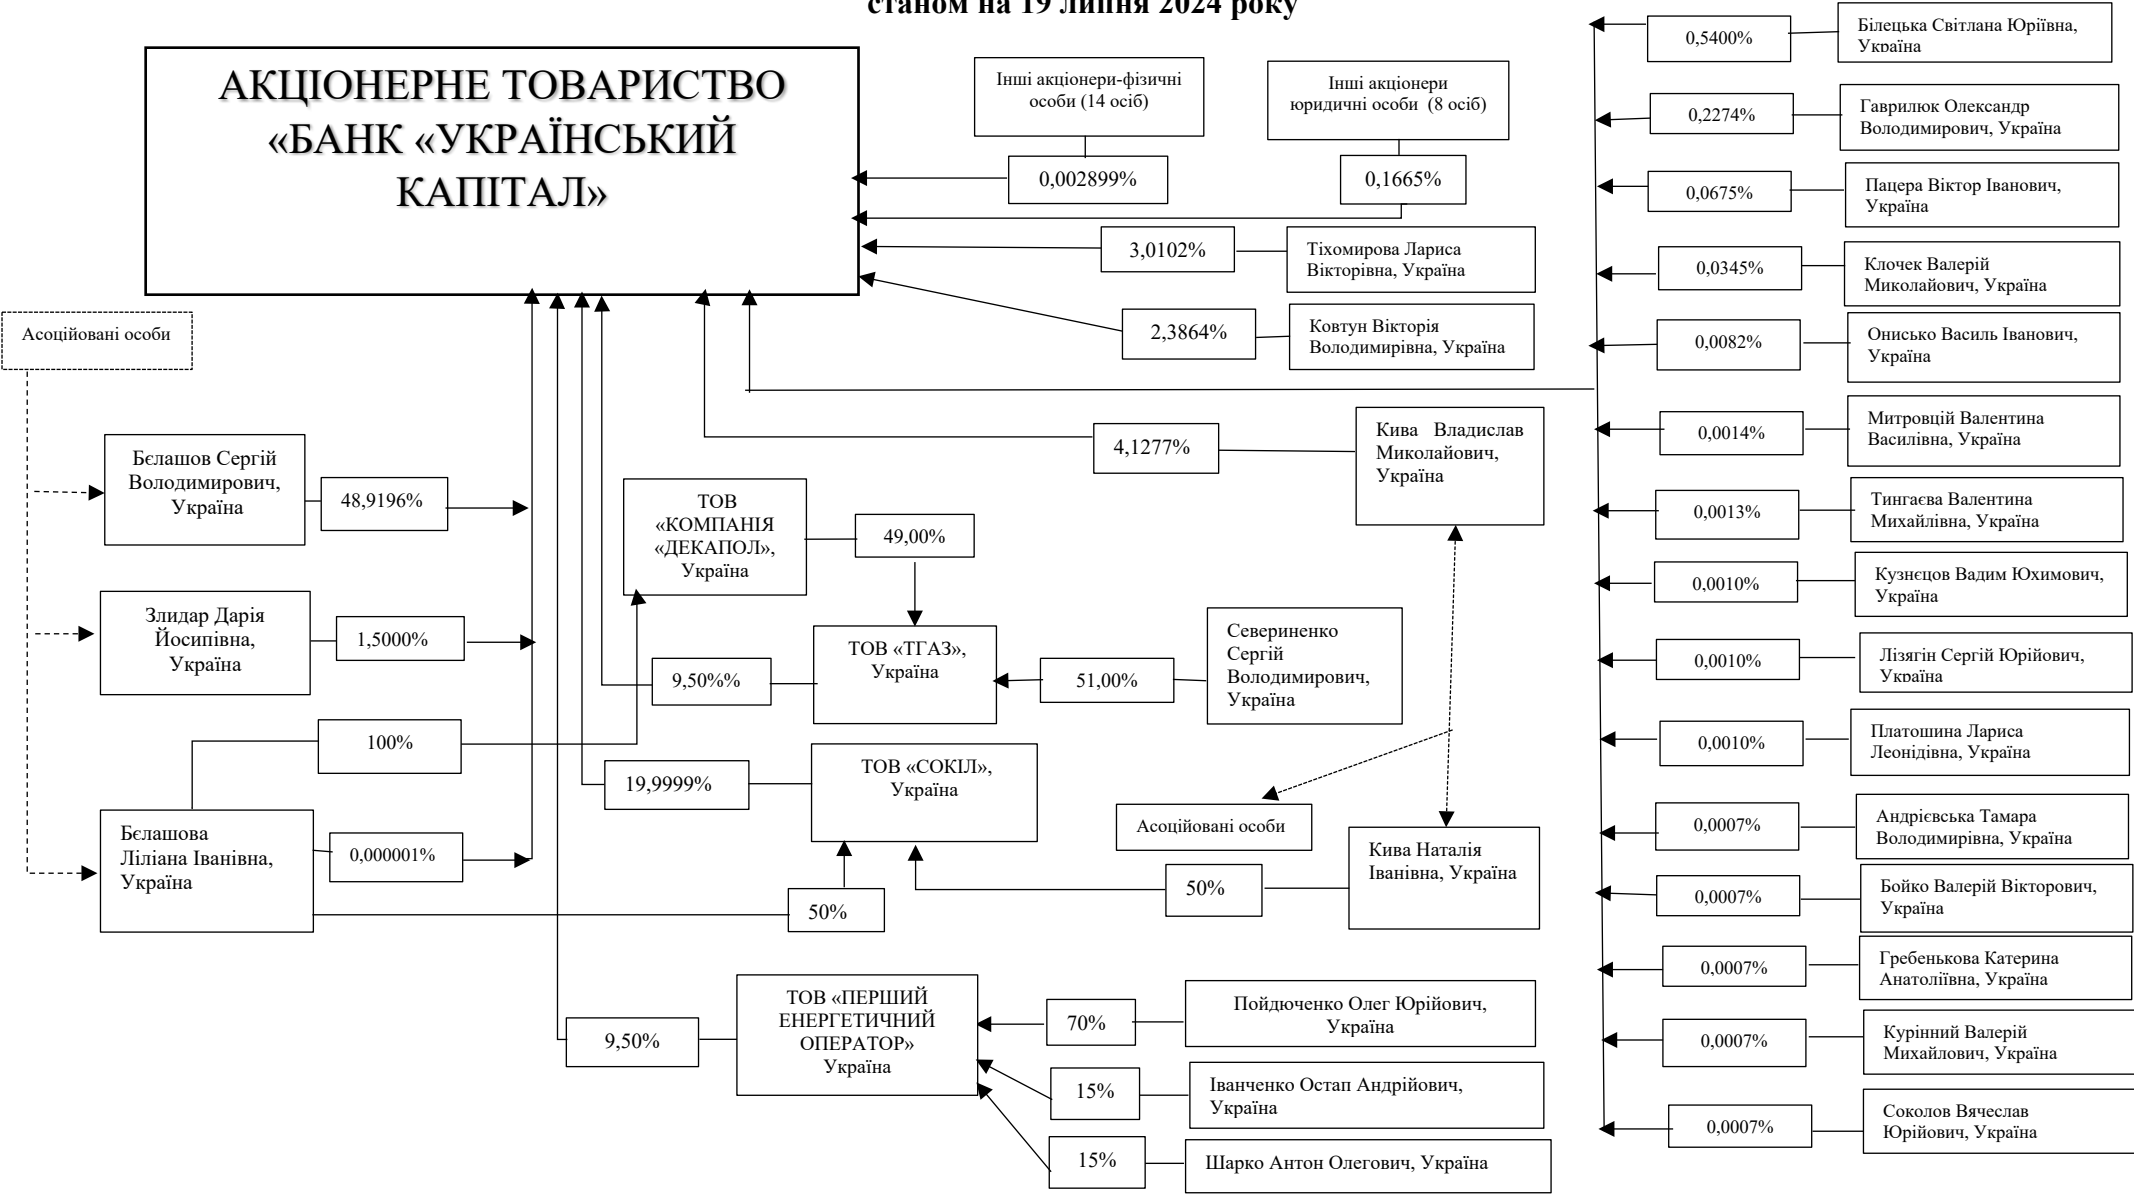 станом на 19 липня 2024 року
АКЦІОНЕРНЕ ТОВАРИСТВО
«БАНК «УКРАЇНСЬКИЙ
КАПІТАЛ»
Інші акціонери-фізичні
особи (14 осіб)
0,002899%
Інші акціонери
юридичні особи (8 осіб)
0,1665%
3,0102%
Тіхомирова Лариса
Вікторівна, Україна
2,3864%
Ковтун Вікторія
Володимирівна, Україна
4,1277%
Кива Владислав
Миколайович,
Україна
Асоційовані особи
Бєлашов Сергій
Володимирович,
Україна
48,9196%
Злидар Дарія
Йосипівна,
Україна
1,5000%
100%
Бєлашова
Ліліана Іванівна,
Україна
0,000001%
50%
ТОВ
«КОМПАНІЯ
«ДЕКАПОЛ»,
Україна
49,00%
ТОВ «ТГАЗ»,
Україна
9,50%%
51,00%
Севериненко
Сергій
Володимирович,
Україна
ТОВ «СОКІЛ»,
Україна
19,9999%
Асоційовані особи
50%
Кива Наталія
Іванівна, Україна
ТОВ «ПЕРШИЙ
ЕНЕРГЕТИЧНИЙ
ОПЕРАТОР»
Україна
9,50%
70%
Пойдюченко Олег Юрійович,
Україна
15%
Іванченко Остап Андрійович,
Україна
15%
Шарко Антон Олегович, Україна
0,5400%
Білецька Світлана Юріївна,
Україна
0,2274%
Гаврилюк Олександр
Володимирович, Україна
0,0675%
Пацера Віктор Іванович,
Україна
0,0345%
Клочек Валерій
Миколайович, Україна
0,0082%
Онисько Василь Іванович,
Україна
0,0014%
Митровцій Валентина
Василівна, Україна
0,0013%
Тингаєва Валентина
Михайлівна, Україна
0,0010%
Кузнєцов Вадим Юхимович,
Україна
0,0010%
Лізягін Сергій Юрійович,
Україна
0,0010%
Платошина Лариса
Леонідівна, Україна
0,0007%
Андрієвська Тамара
Володимирівна, Україна
0,0007%
Бойко Валерій Вікторович,
Україна
0,0007%
Гребенькова Катерина
Анатоліївна, Україна
0,0007%
Курінний Валерій
Михайлович, Україна
0,0007%
Соколов Вячеслав
Юрійович, Україна